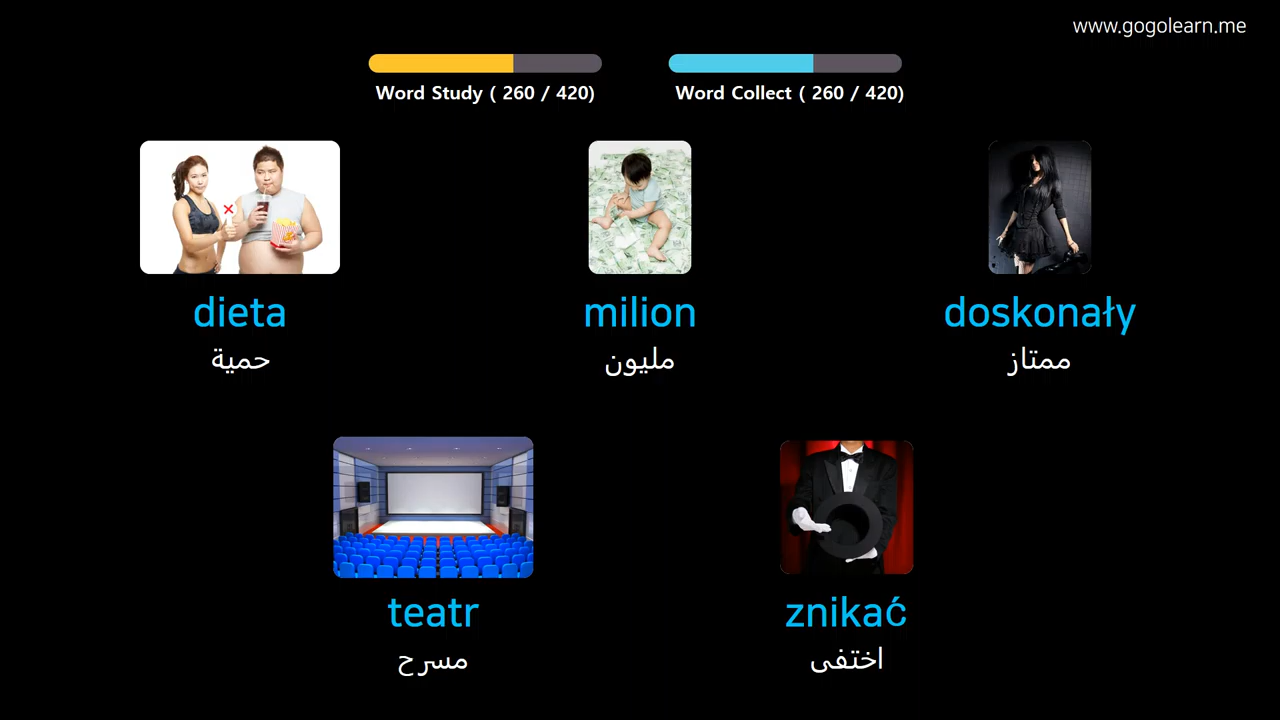 www.gogolearn.me
Word Study ( 260 / 420)
Word Collect ( 260 / 420)
dieta
حمية
milion
مليون
doskonały
ممتاز
teatr
مسرح
znikać
اختفى